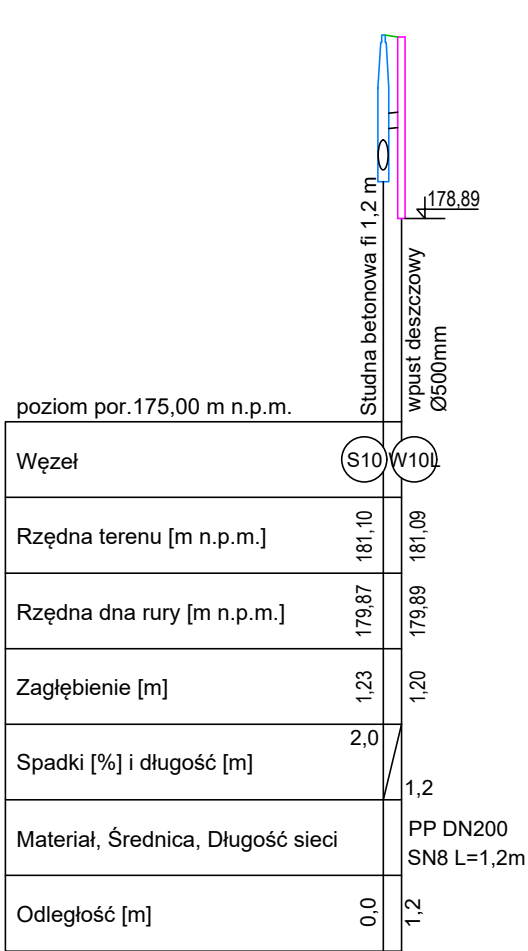 178,89
Studna betonowa fi 1,2 m
wpust deszczowy
Ø500mm
poziom por.175,00 m n.p.m.
Węzeł
S10
W10L
Rzędna terenu [m n.p.m.]
181,10
181,09
Rzędna dna rury [m n.p.m.]
179,87
179,89
Zagłębienie [m]
1,23
1,20
Spadki [%] i długość [m]
2,0
1,2
Materiał, Średnica, Długość sieci
PP DN200
SN8 L=1,2m
Odległość [m]
0,0
1,2